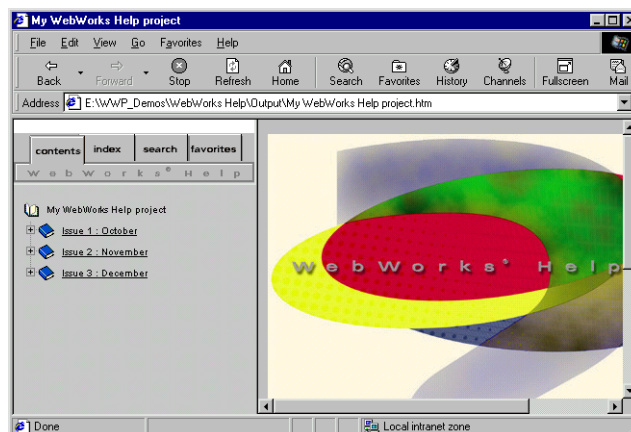 My WebWorks Help project
File Edit View Go Favorites Help
Back Forward Stop Refresh Home Search Favorites History Channels Fullscreen Mail
Address E:\WWP_Demos\WebWorks Help\Output\My WebWorks Help project.htm
contents index search favorites
WebWorks® Help
My WebWorks Help project
Issue 1 : October
Issue 2 : November
Issue 3 : December
WebWorks® Help
Done Local intranet zone